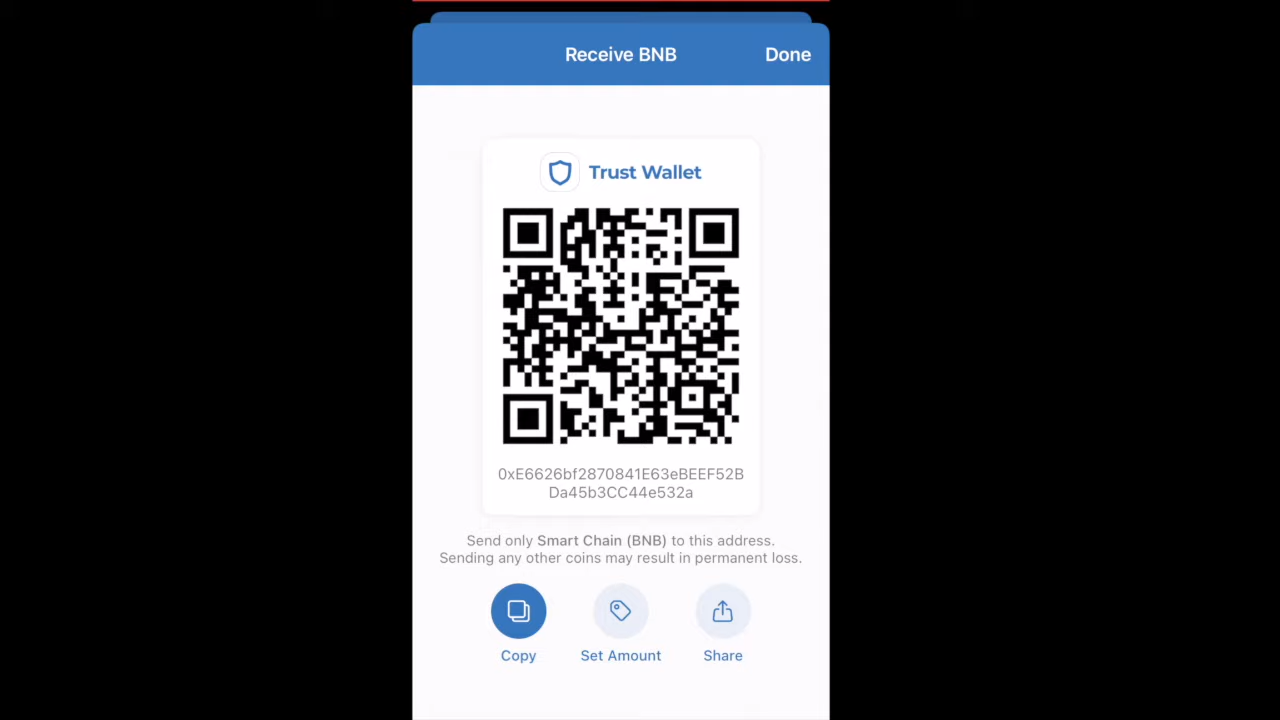 Receive BNB
Done
Trust Wallet
0xE6626bf2870841E63eBEEF52B
Da45b3CC44e532a
Send only Smart Chain (BNB) to this address.
Sending any other coins may result in permanent loss.
Copy
Set Amount
Share